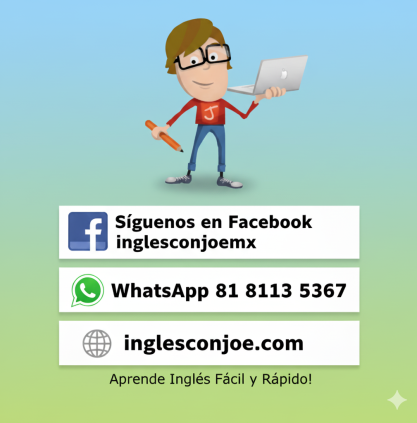 J
Síguenos en Facebook
inglesconjoemx
WhatsApp 81 8113 5367
inglesconjoe.com
Aprende Inglés Fácil y Rápido!